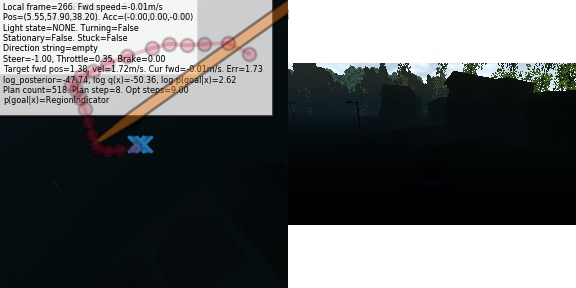 Local frame=266: Fwd speed=-0.01m/s
Pos=(5.55,57.90,38.20). Acc=(-0.00,0.00,-0.00)
Light state=NONE. Turning=False
Stationary=False. Stuck=False
Direction string=empty
Steer=-1.00, Throttle=0.35, Brake=0.00
Target fwd pos=1.38, vel=1.72m/s. Cur fwd=-0.01m/s. Err=1.73
log_posterior=-47.74, log q(x)=-50.36, log p(goal|x)=2.62
Plan count=518. Plan step=8. Opt steps=9.00
p(goal|x)=RegionIndicator